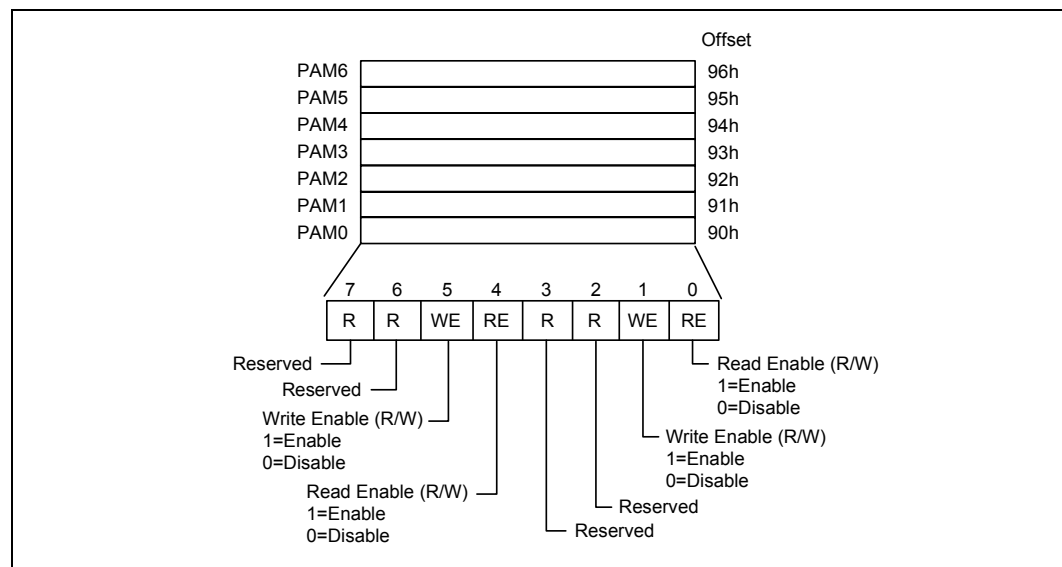 Offset
PAM6 96h
PAM5 95h
PAM4 94h
PAM3 93h
PAM2 92h
PAM1 91h
PAM0 90h
7 6 5 4 3 2 1 0
R R WE RE R R WE RE
Reserved
Reserved
Write Enable (R/W)
1=Enable
0=Disable
Read Enable (R/W)
1=Enable
0=Disable
Read Enable (R/W)
1=Enable
0=Disable
Write Enable (R/W)
1=Enable
0=Disable
Reserved
Reserved